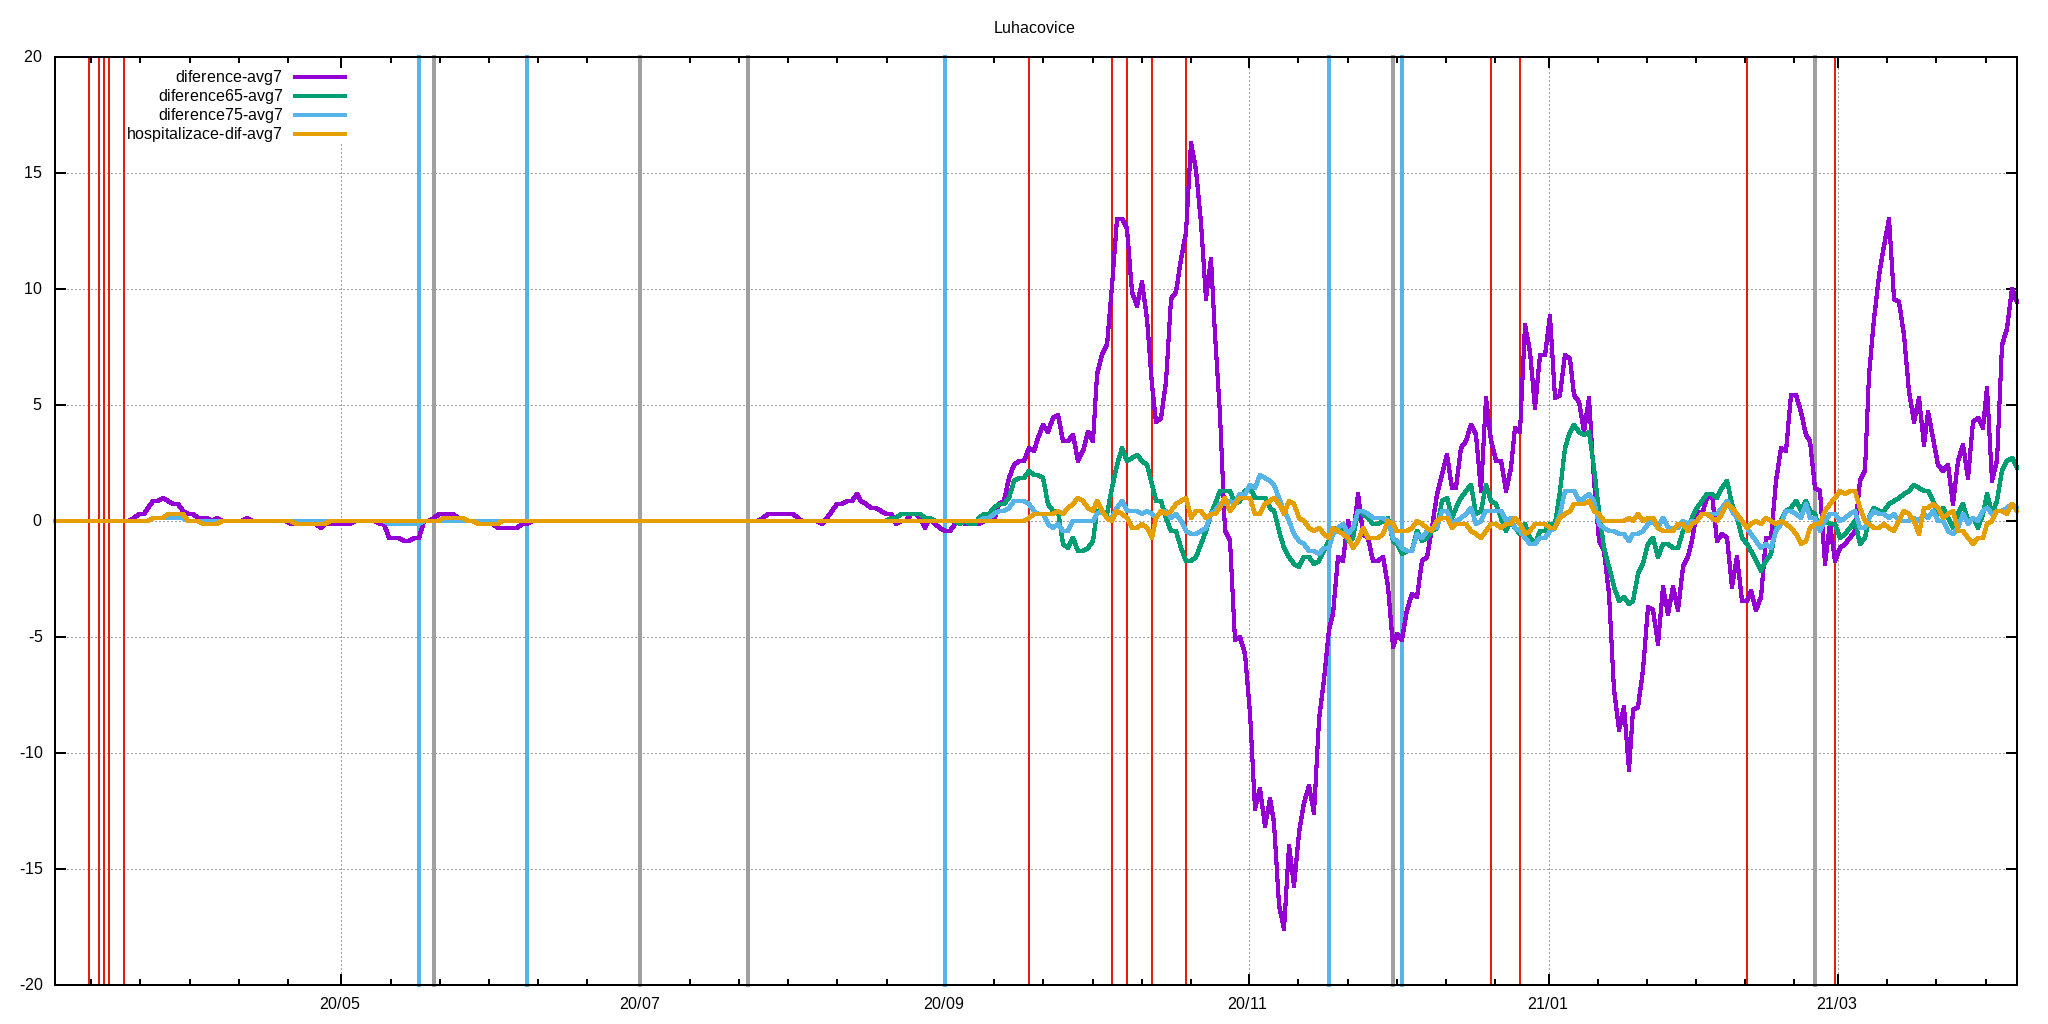 Luhacovice
20
diference-avg7
diference65-avg7
diference75-avg7
hospitalizace-dif-avg7
15
10
5
0
-5
-10
-15
-20
20/05 20/07 20/09 20/11 21/01 21/03